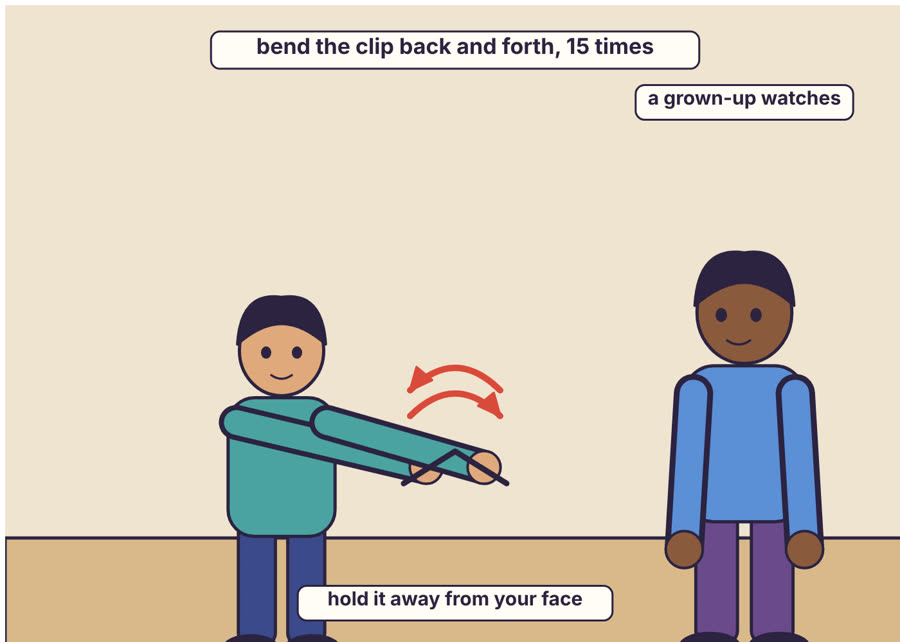 bend the clip back and forth, 15 times
a grown-up watches
hold it away from your face